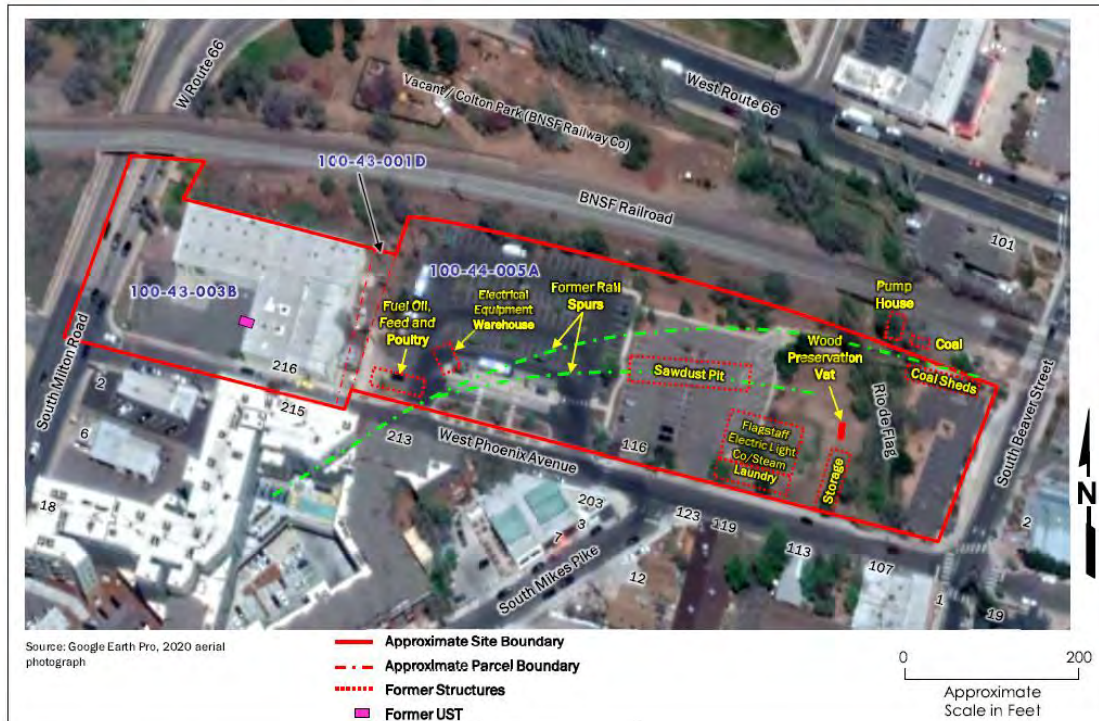 W Route 66
Vacant / Colton Park (BNSF Railway Co)
West Route 66
100-43-001D
BNSF Railroad
101
100-44-005A
100-43-003B
Fuel Oil,
Feed and
Poultry
Electrical
Equipment
Warehouse
Former Rail
Spurs
Pump
House
Coal
Wood
Preservation
Vat
Coal Sheds
Sawdust Pit
Rio de Flag
South Milton Road
South Beaver Street
216
2
215
6
213
West Phoenix Avenue
116
Flagstaff
Electric Light
Co/Steam
Laundry
Storage
18
203
3
7
South Mikes Pike
12
123
119
113
107
1
2
19
N
Source: Google Earth Pro, 2020 aerial
photograph
Approximate Site Boundary
Approximate Parcel Boundary
Former Structures
Former UST
0
200
Approximate
Scale in Feet